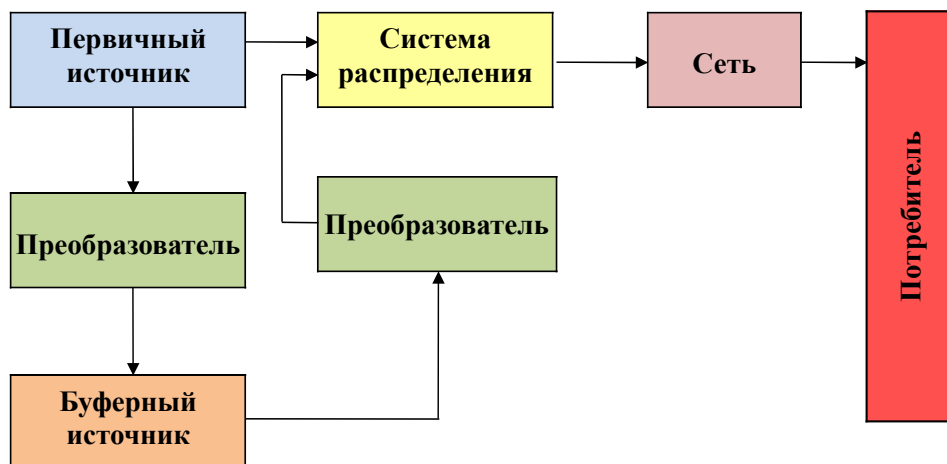 Первичный
источник
Система
распределения
Сеть
Потребитель
Преобразователь
Преобразователь
Буферный
источник